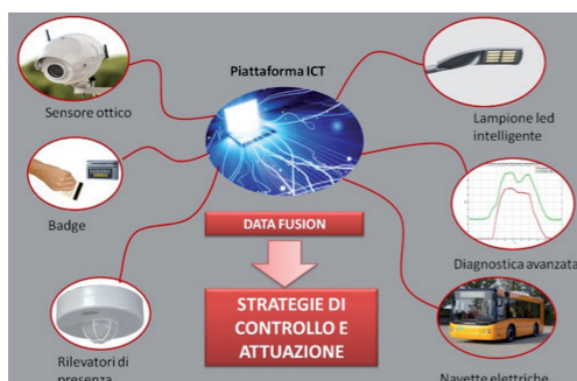 Piattaforma ICT
Sensore ottico
Lampione led
intelligente
Badge
DATA FUSION
Diagnostica avanzata
STRATEGIE DI
CONTROLLO E
ATTUAZIONE
Rilevatori di
presenza
Navette elettriche